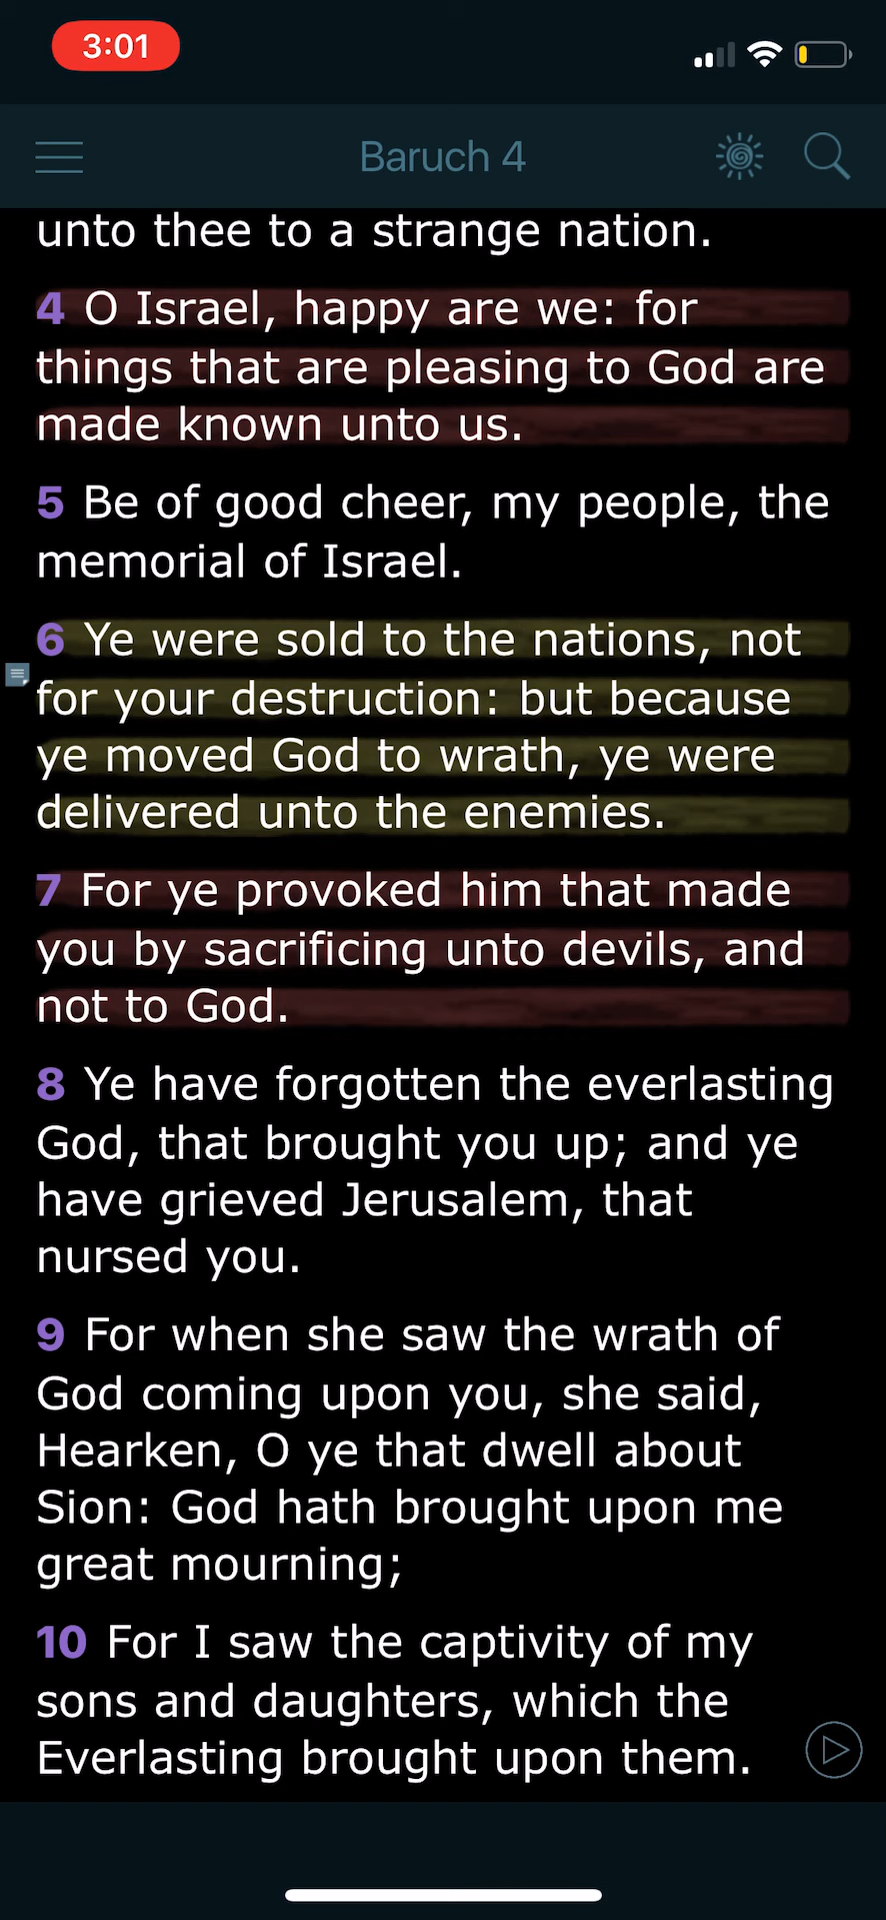 3:01
Baruch 4
unto thee to a strange nation.
4 O Israel, happy are we: for
things that are pleasing to God are
made known unto us.
5 Be of good cheer, my people, the
memorial of Israel.
6 Ye were sold to the nations, not
for your destruction: but because
ye moved God to wrath, ye were
delivered unto the enemies.
7 For ye provoked him that made
you by sacrificing unto devils, and
not to God.
8 Ye have forgotten the everlasting
God, that brought you up; and ye
have grieved Jerusalem, that
nursed you.
9 For when she saw the wrath of
God coming upon you, she said,
Hearken, O ye that dwell about
Sion: God hath brought upon me
great mourning;
10 For I saw the captivity of my
sons and daughters, which the
Everlasting brought upon them.